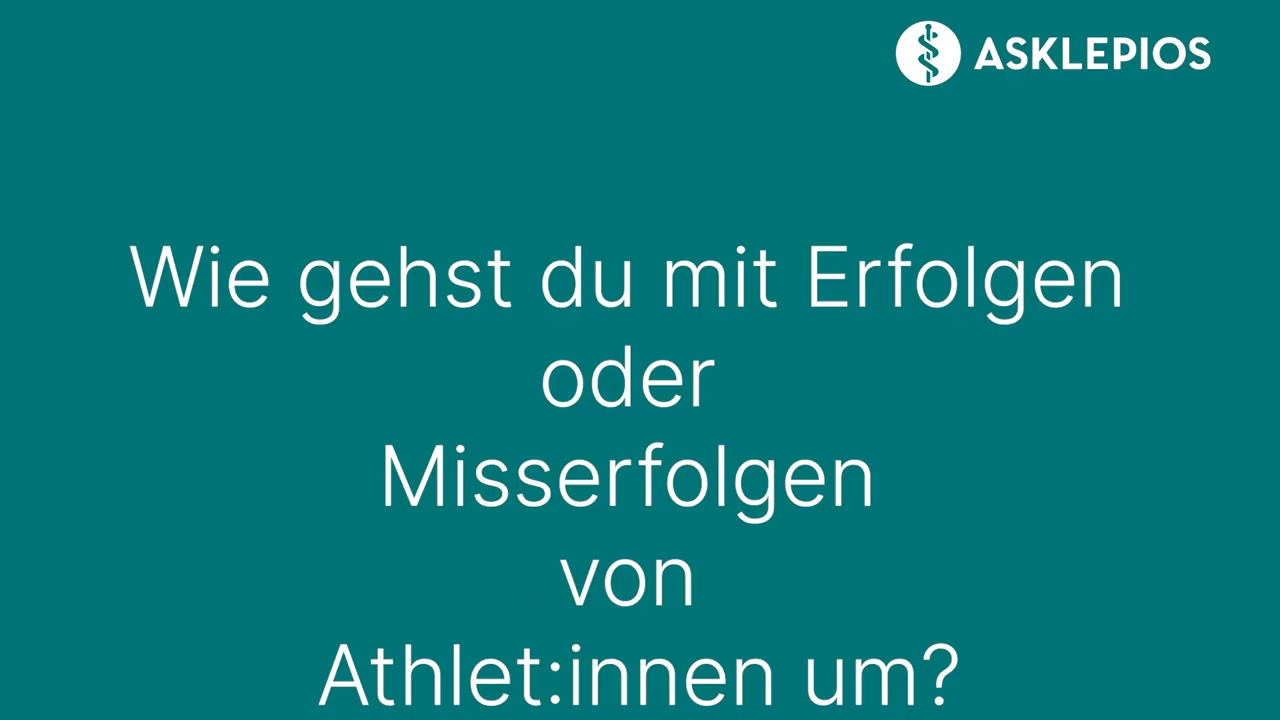 ASKLEPIOS
Wie gehst du mit Erfolgen
oder
Misserfolgen
von
Athlet:innen um?